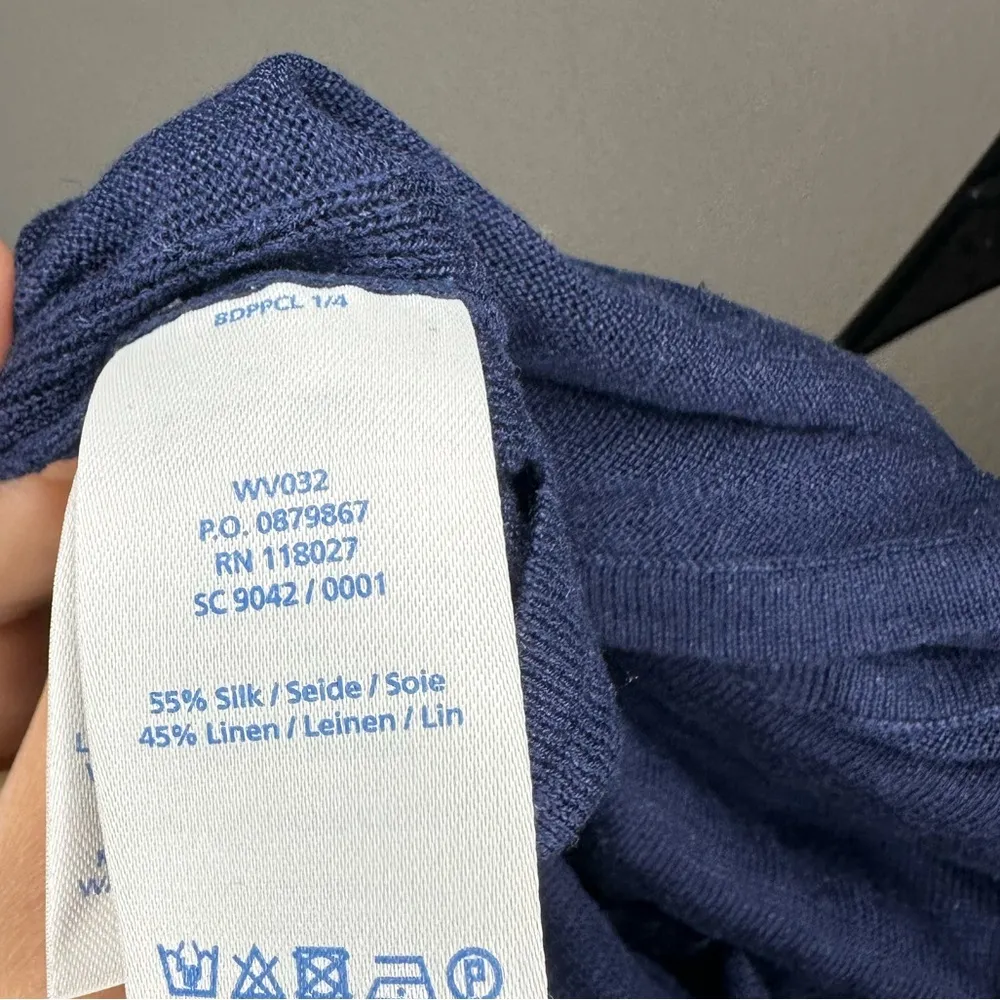 8DPPCL 1/4
WV032
P.O. 0879867
RN 118027
SC 9042 / 0001
55% Silk / Seide / Soie
45% Linen / Leinen / Lin
P